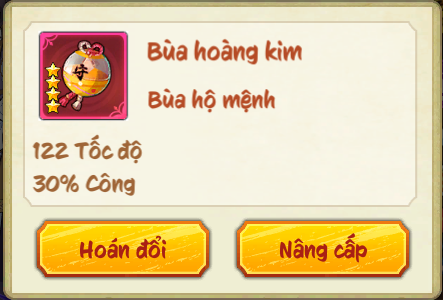 Bùa hoàng kim
Bùa hộ mệnh
122 Tốc độ
30% Công
Hoán đổi
Nâng cấp